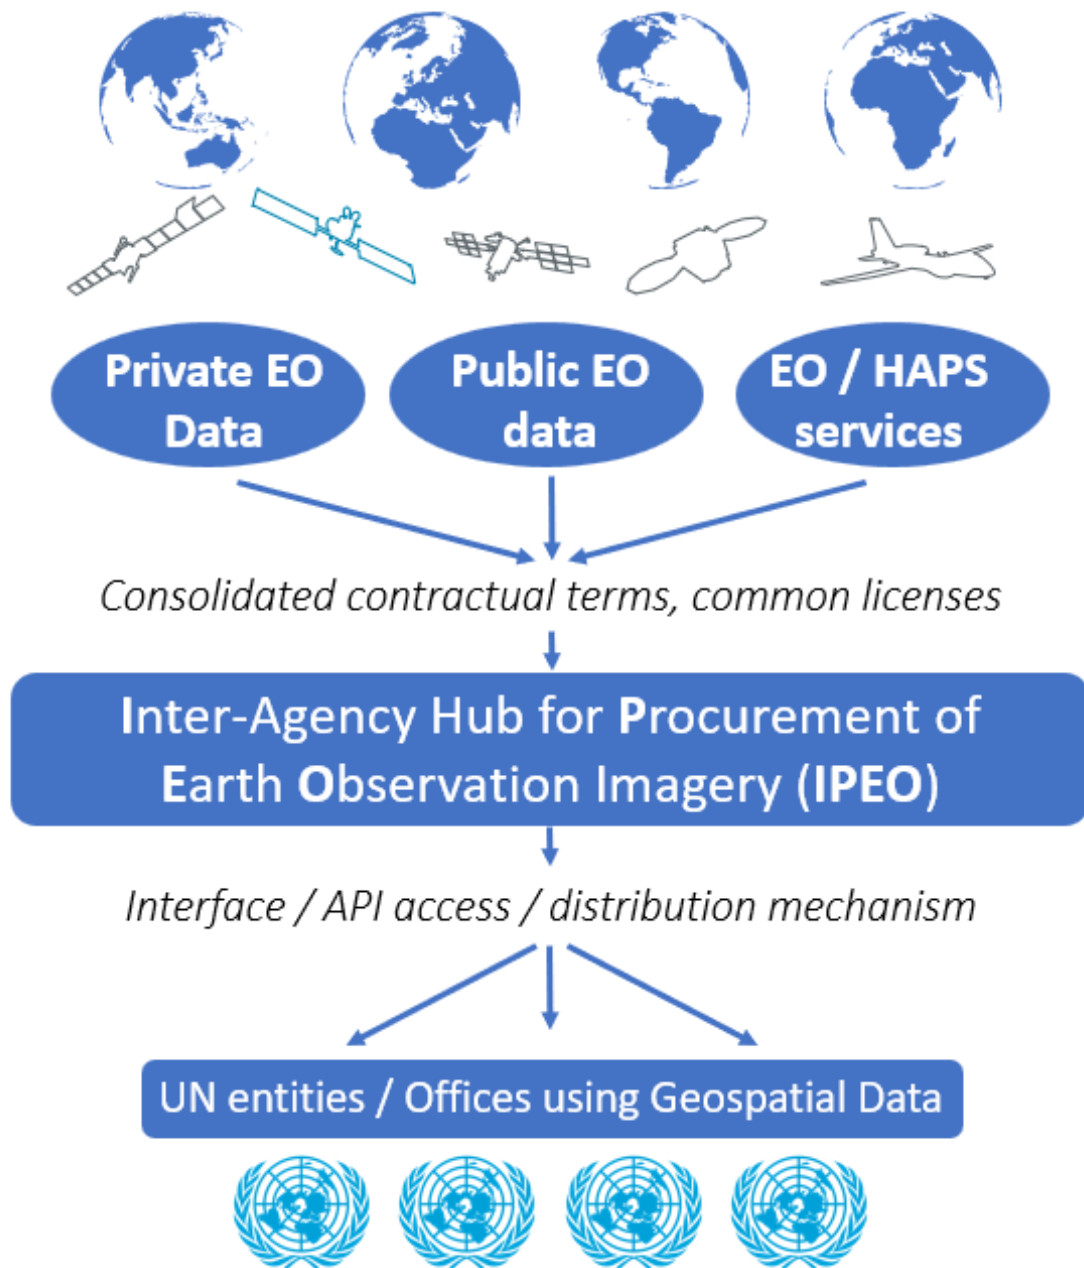 Private EO
Data
Public EO
data
EO / HAPS
services
Consolidated contractual terms, common licenses
Inter-Agency Hub for Procurement of
Earth Observation Imagery (IPEO)
Interface / API access / distribution mechanism
UN entities / Offices using Geospatial Data